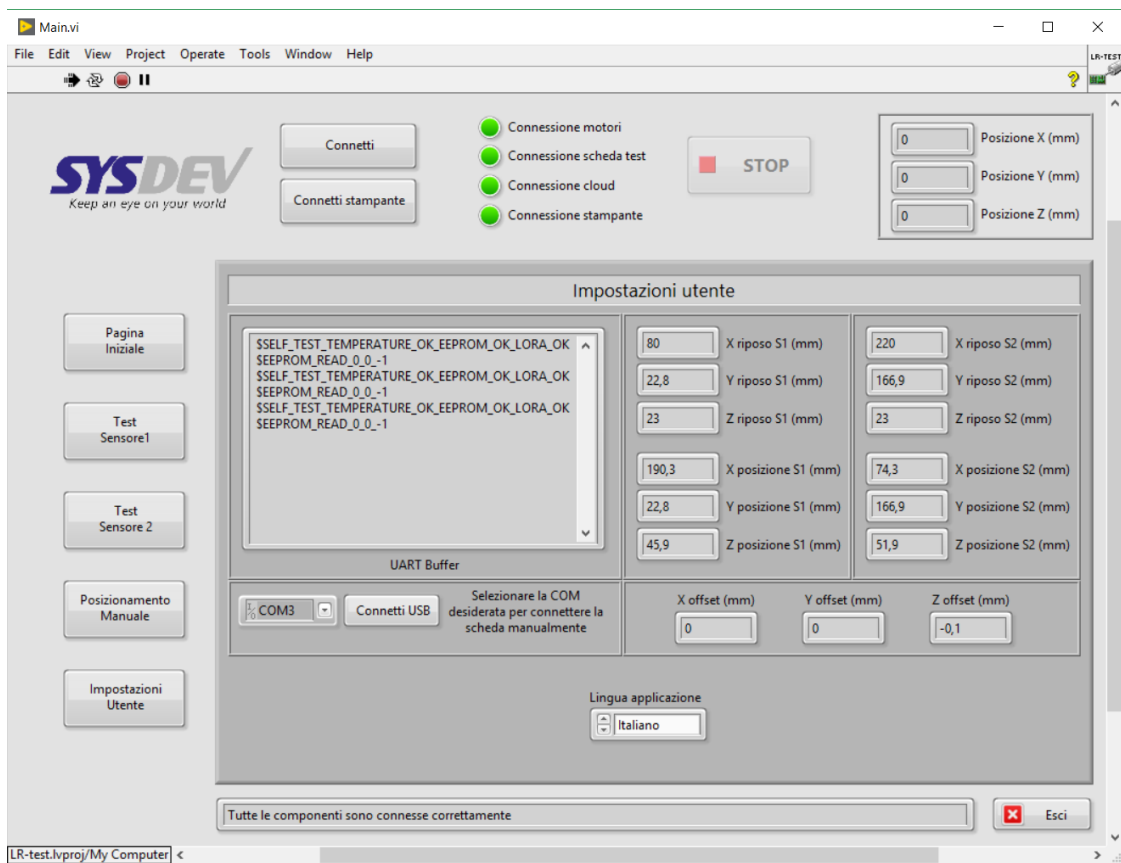 Main.vi
File Edit View Project Operate Tools Window Help
LR-TEST
SYSDEV
Keep an eye on your world
Connetti
Connetti stampante
Connessione motori
Connessione scheda test
Connessione cloud
Connessione stampante
STOP
0 Posizione X (mm)
0 Posizione Y (mm)
0 Posizione Z (mm)
Pagina
Iniziale
Test
Sensore1
Test
Sensore 2
Posizionamento
Manuale
Impostazioni
Utente
Impostazioni utente
$SELF_TEST_TEMPERATURE_OK_EEPROM_OK_LORA_OK
$EEPROM_READ_0_0_-1
$SELF_TEST_TEMPERATURE_OK_EEPROM_OK_LORA_OK
$EEPROM_READ_0_0_-1
$SELF_TEST_TEMPERATURE_OK_EEPROM_OK_LORA_OK
$EEPROM_READ_0_0_-1
UART Buffer
80 X riposo S1 (mm)
22,8 Y riposo S1 (mm)
23 Z riposo S1 (mm)
190,3 X posizione S1 (mm)
22,8 Y posizione S1 (mm)
45,9 Z posizione S1 (mm)
220 X riposo S2 (mm)
166,9 Y riposo S2 (mm)
23 Z riposo S2 (mm)
74,3 X posizione S2 (mm)
166,9 Y posizione S2 (mm)
51,9 Z posizione S2 (mm)
COM3
Connetti USB
Selezionare la COM
desiderata per connettere la
scheda manualmente
X offset (mm) Y offset (mm) Z offset (mm)
0 0 -0,1
Lingua applicazione
Italiano
Tutte le componenti sono connesse correttamente
Esci
LR-test.lvproj/My Computer